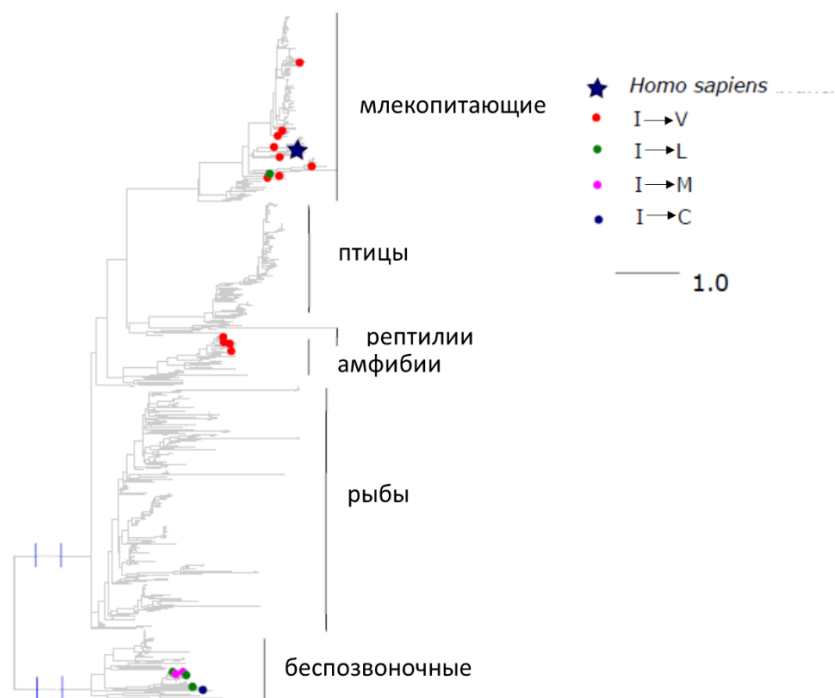 млекопитающие
птицы
рептилии
амфибии
рыбы
беспозвоночные
Homo sapiens
I→V
I→L
I→M
I→C
1.0